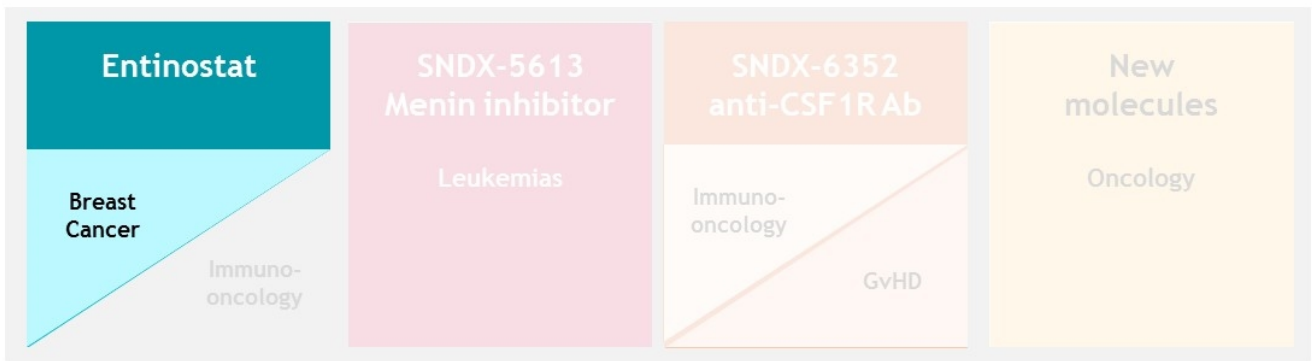 Entinostat
Breast
Cancer
Immuno-
oncology
SNDX-5613
Menin inhibitor
Leukemias
SNDX-6352
anti-CSF1R Ab
Immuno-
oncology
GvHD
New
molecules
Oncology